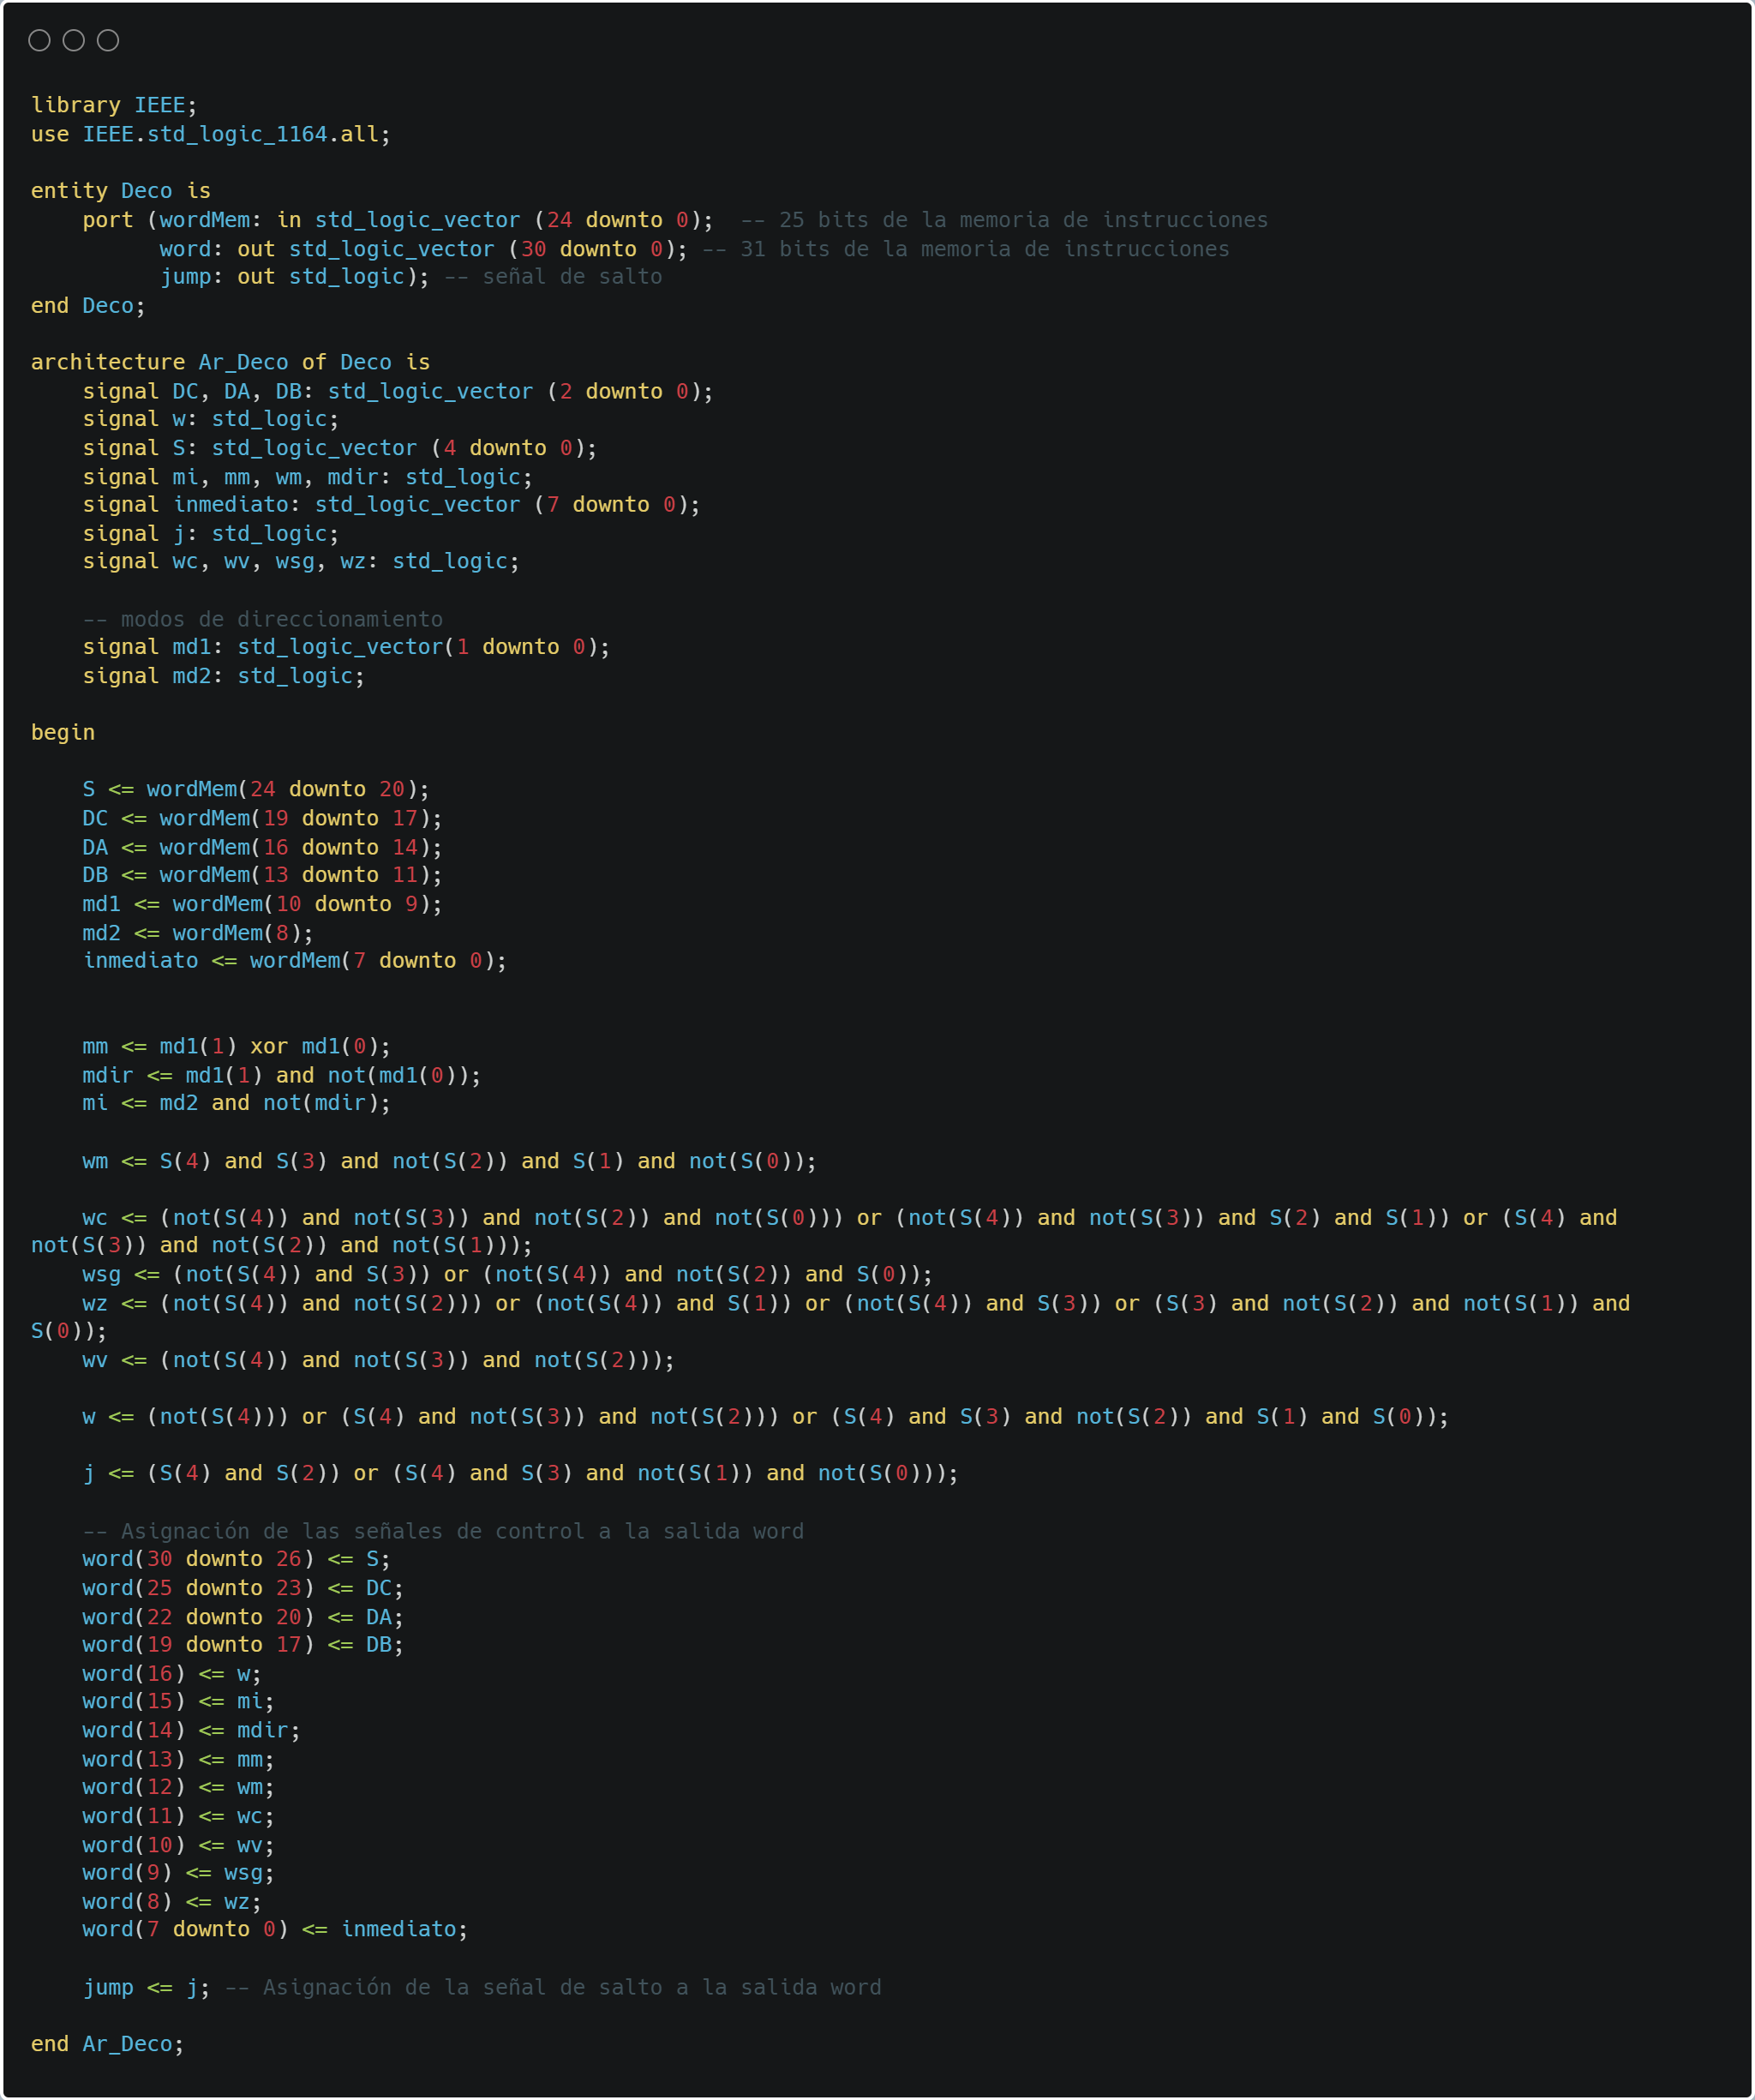 library IEEE;
use IEEE.std_logic_1164.all;
entity Deco is
    port (wordMem: in std_logic_vector (24 downto 0);  -- 25 bits de la memoria de instrucciones
          word: out std_logic_vector (30 downto 0); -- 31 bits de la memoria de instrucciones
          jump: out std_logic); -- señal de salto
end Deco;
architecture Ar_Deco of Deco is
    signal DC, DA, DB: std_logic_vector (2 downto 0);
    signal w: std_logic;
    signal S: std_logic_vector (4 downto 0);
    signal mi, mm, wm, mdir: std_logic;
    signal inmediato: std_logic_vector (7 downto 0);
    signal j: std_logic;
    signal wc, wv, wsg, wz: std_logic;
    -- modos de direccionamiento
    signal md1: std_logic_vector(1 downto 0);
    signal md2: std_logic;
begin
    S <= wordMem(24 downto 20);
    DC <= wordMem(19 downto 17);
    DA <= wordMem(16 downto 14);
    DB <= wordMem(13 downto 11);
    md1 <= wordMem(10 downto 9);
    md2 <= wordMem(8);
    inmediato <= wordMem(7 downto 0);
    mm <= md1(1) xor md1(0);
    mdir <= md1(1) and not(md1(0));
    mi <= md2 and not(mdir);
    wm <= S(4) and S(3) and not(S(2)) and S(1) and not(S(0));
    wc <= (not(S(4)) and not(S(3)) and not(S(2)) and not(S(0))) or (not(S(4)) and not(S(3)) and S(2) and S(1)) or (S(4) and
not(S(3)) and not(S(2)) and not(S(1)));
    wsg <= (not(S(4)) and S(3)) or (not(S(4)) and not(S(2)) and S(0));
    wz <= (not(S(4)) and not(S(2))) or (not(S(4)) and S(1)) or (not(S(4)) and S(3)) or (S(3) and not(S(2)) and not(S(1)) and
S(0));
    wv <= (not(S(4)) and not(S(3)) and not(S(2)));
    w <= (not(S(4))) or (S(4) and not(S(3)) and not(S(2))) or (S(4) and S(3) and not(S(2)) and S(1) and S(0));
    j <= (S(4) and S(2)) or (S(4) and S(3) and not(S(1)) and not(S(0)));
    -- Asignación de las señales de control a la salida word
    word(30 downto 26) <= S;
    word(25 downto 23) <= DC;
    word(22 downto 20) <= DA;
    word(19 downto 17) <= DB;
    word(16) <= w;
    word(15) <= mi;
    word(14) <= mdir;
    word(13) <= mm;
    word(12) <= wm;
    word(11) <= wc;
    word(10) <= wv;
    word(9) <= wsg;
    word(8) <= wz;
    word(7 downto 0) <= inmediato;
    jump <= j; -- Asignación de la señal de salto a la salida word
end Ar_Deco;